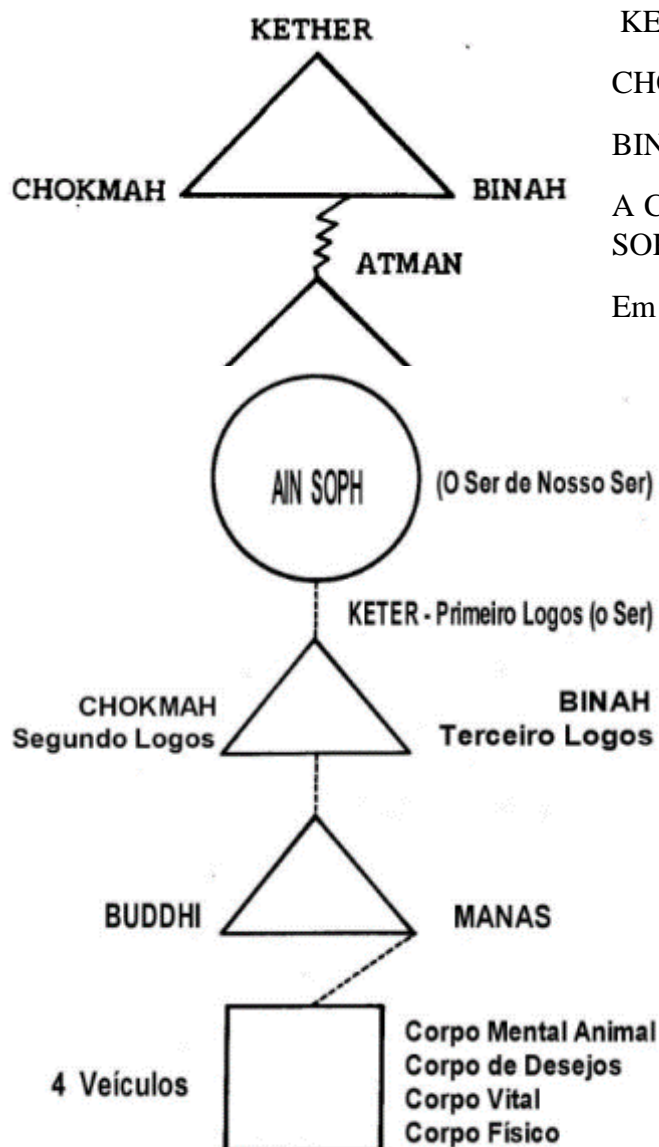 KETHER
CHOKMAH
BINAH
ATMAN
A
Em
AIN SOPH
(O Ser de Nosso Ser)
KETER - Primeiro Logos (o Ser)
CHOKMAH
Segundo Logos
BINAH
Terceiro Logos
BUDDHI
MANAS
4 Veículos
Corpo Mental Animal
Corpo de Desejos
Corpo Vital
Corpo Físico